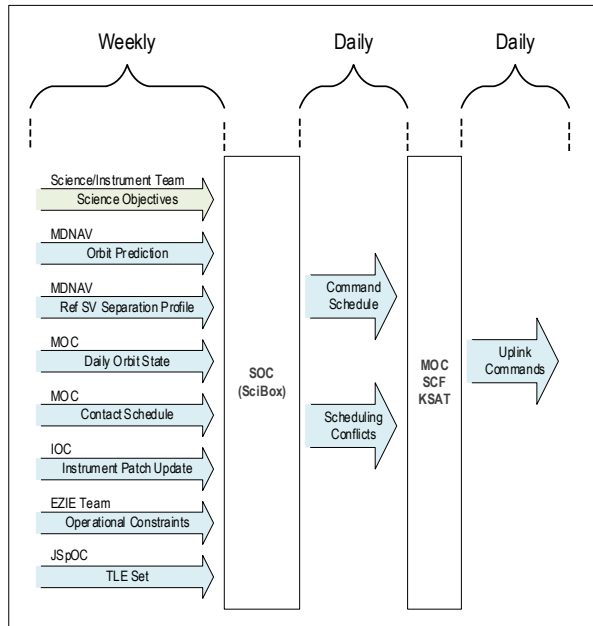 Weekly
Daily
Daily
Science/Instrument Team
Science Objectives
MDNAV
Orbit Prediction
MDNAV
Ref SV Separation Profile
MOC
Daily Orbit State
MOC
Contact Schedule
IOC
Instrument Patch Update
EZIE Team
Operational Constraints
JSpOC
TLE Set
SOC
(SciBox)
Command
Schedule
Scheduling
Conflicts
MOC
SCF
KSAT
Uplink
Commands